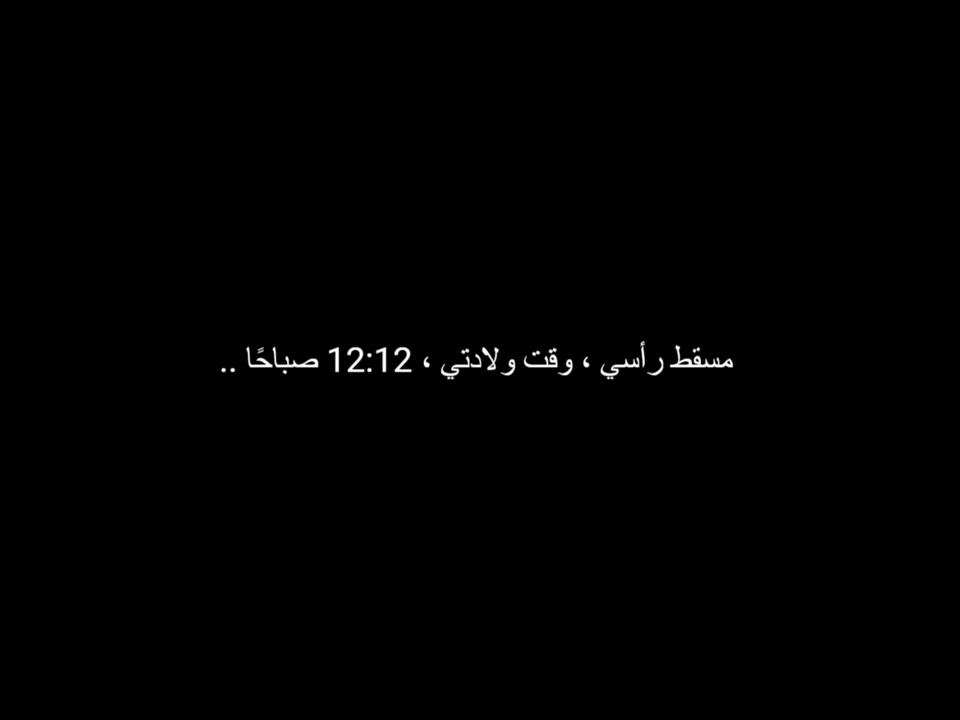 مسقط رأسي ، وقت ولادتي ، 12:12 صباحًا ..